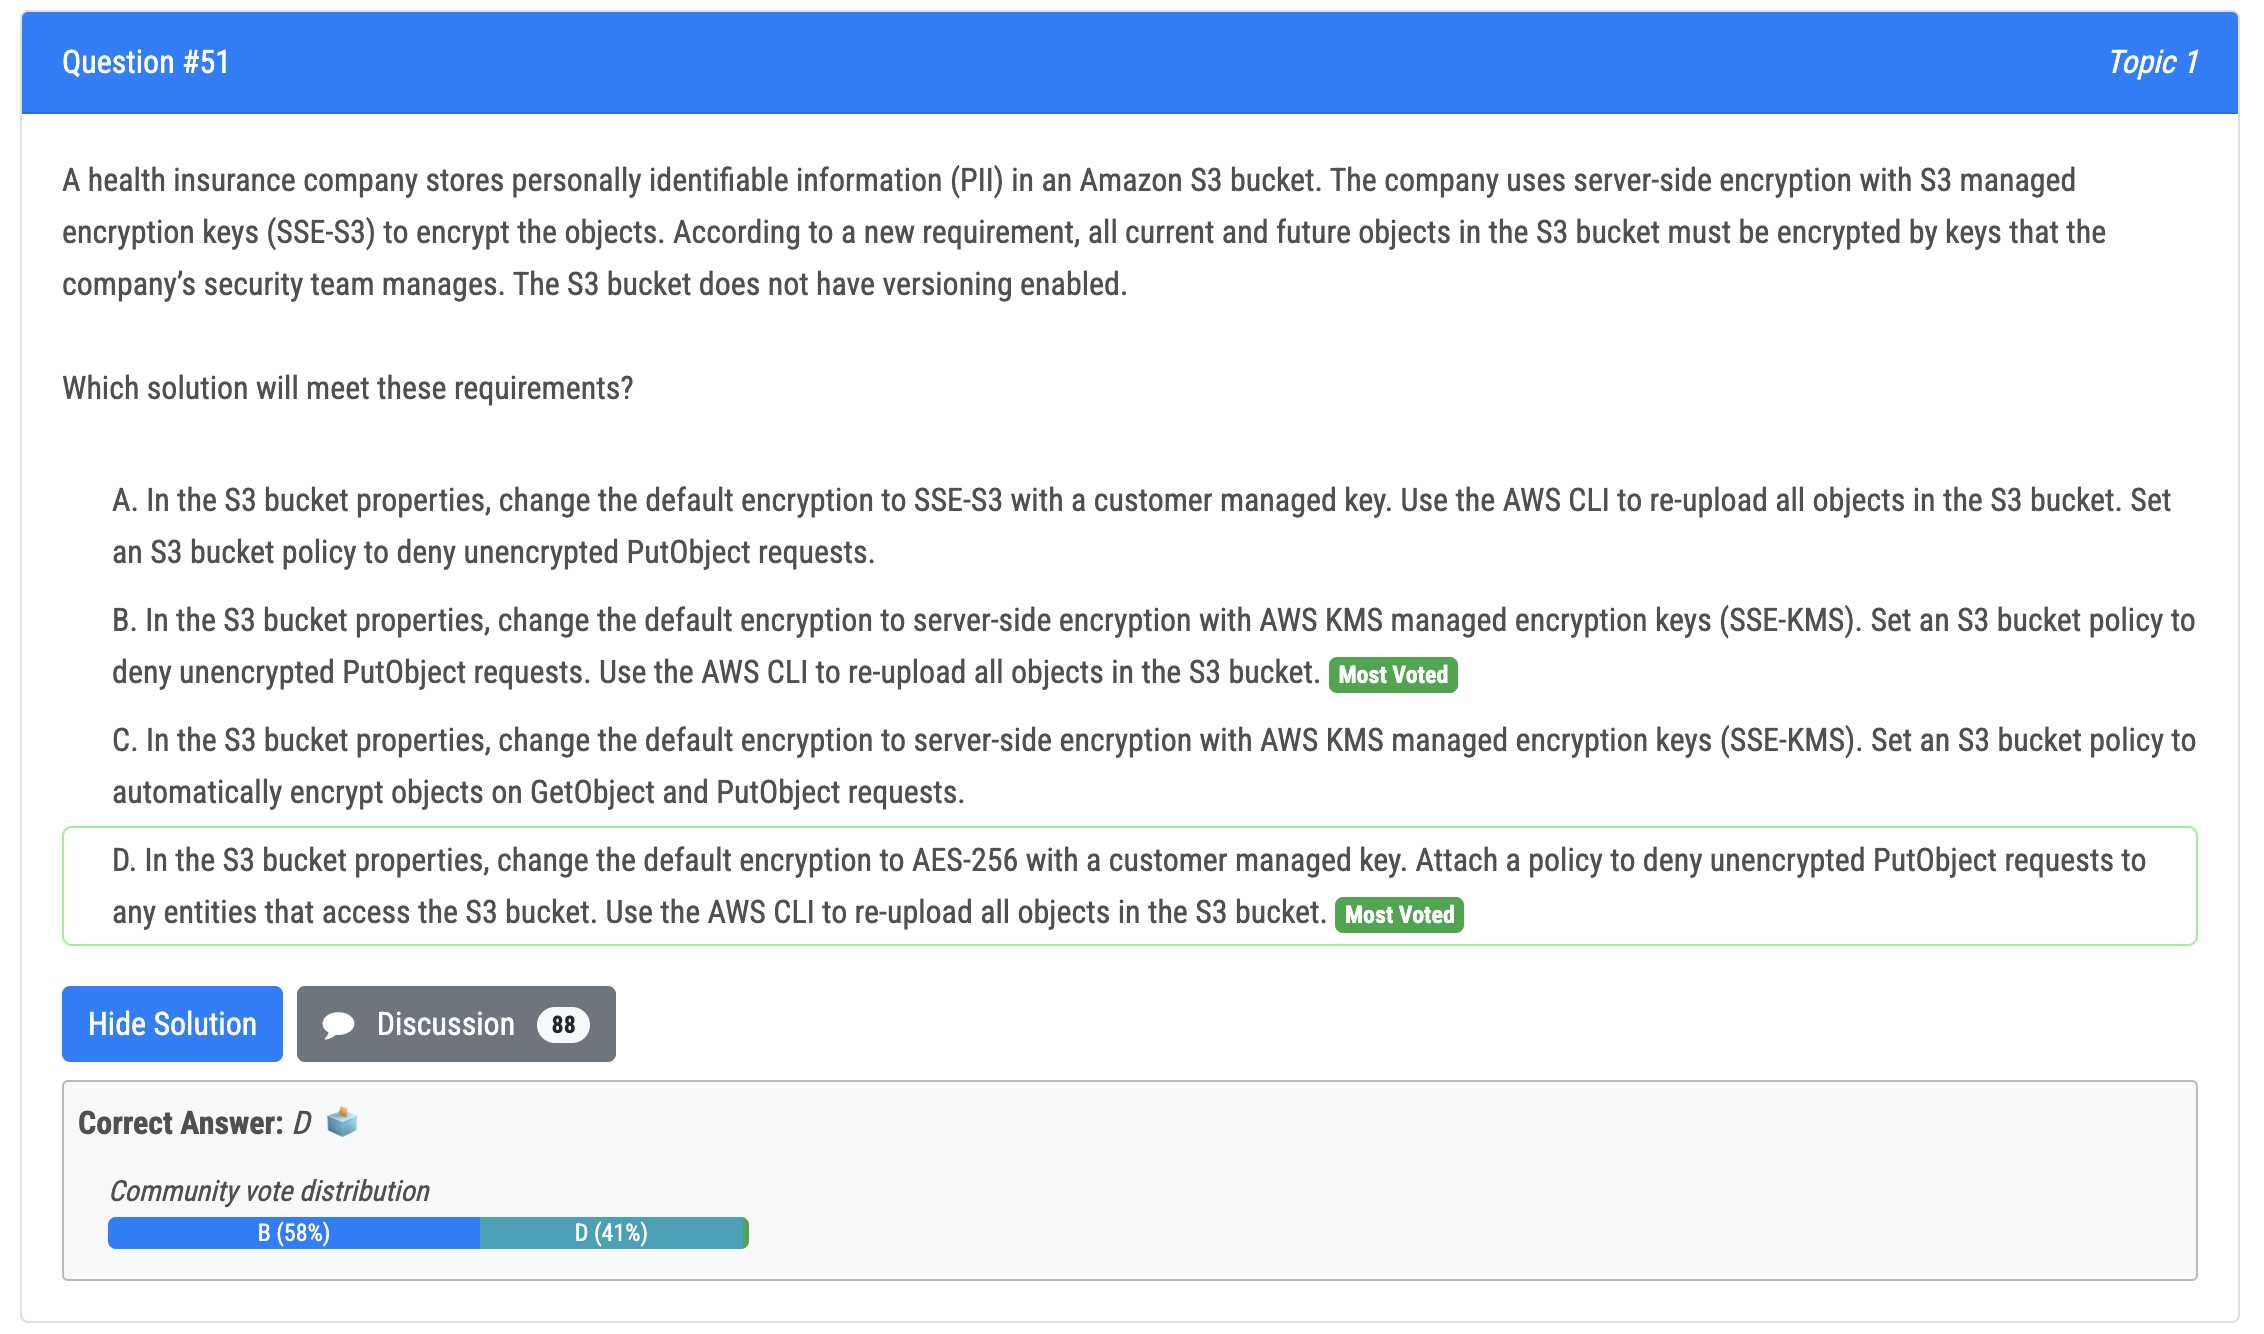 Question #51
Topic 1
A health insurance company stores personally identifiable information (PII) in an Amazon S3 bucket. The company uses server-side encryption with S3 managed
encryption keys (SSE-S3) to encrypt the objects. According to a new requirement, all current and future objects in the S3 bucket must be encrypted by keys that the
company’s security team manages. The S3 bucket does not have versioning enabled.
Which solution will meet these requirements?
A. In the S3 bucket properties, change the default encryption to SSE-S3 with a customer managed key. Use the AWS CLI to re-upload all objects in the S3 bucket. Set
an S3 bucket policy to deny unencrypted PutObject requests.
B. In the S3 bucket properties, change the default encryption to server-side encryption with AWS KMS managed encryption keys (SSE-KMS). Set an S3 bucket policy to
deny unencrypted PutObject requests. Use the AWS CLI to re-upload all objects in the S3 bucket. Most Voted
C. In the S3 bucket properties, change the default encryption to server-side encryption with AWS KMS managed encryption keys (SSE-KMS). Set an S3 bucket policy to
automatically encrypt objects on GetObject and PutObject requests.
D. In the S3 bucket properties, change the default encryption to AES-256 with a customer managed key. Attach a policy to deny unencrypted PutObject requests to
any entities that access the S3 bucket. Use the AWS CLI to re-upload all objects in the S3 bucket. Most Voted
Hide Solution
Discussion 88
Correct Answer: D
Community vote distribution
B (58%)
D (41%)